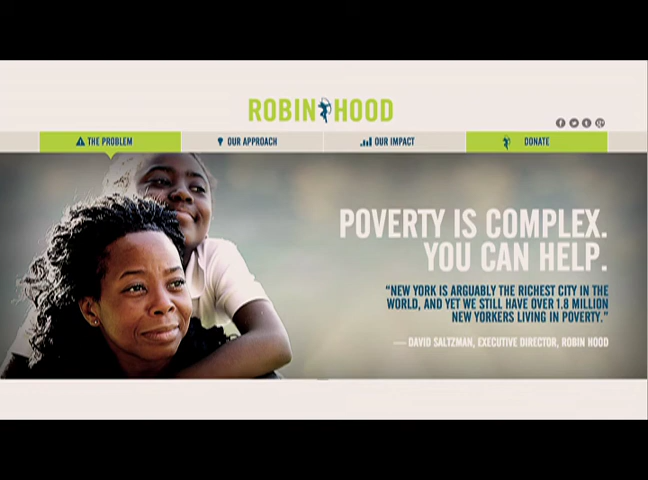 ROBIN HOOD
THE PROBLEM
OUR APPROACH
OUR IMPACT
DONATE
POVERTY IS COMPLEX.
YOU CAN HELP.
“NEW YORK IS ARGUABLY THE RICHEST CITY IN THE
WORLD, AND YET WE STILL HAVE OVER 1.8 MILLION
NEW YORKERS LIVING IN POVERTY.”
— DAVID SALTZMAN, EXECUTIVE DIRECTOR, ROBIN HOOD